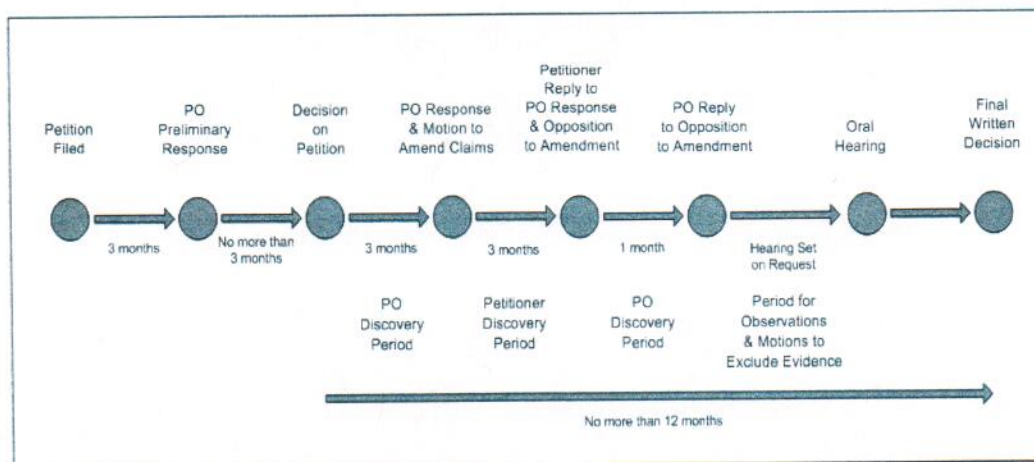 Petition
Filed
PO
Preliminary
Response
Decision
on
Petition
PO Response
& Motion to
Amend Claims
Petitioner
Reply to
PO Response
& Opposition
to Amendment
PO Reply
to Opposition
to Amendment
Oral
Hearing
Final
Written
Decision
3 months
No more than
3 months
3 months
3 months
1 month
Hearing Set
on Request
PO
Discovery
Period
Petitioner
Discovery
Period
PO
Discovery
Period
Period for
Observations
& Motions to
Exclude Evidence
No more than 12 months